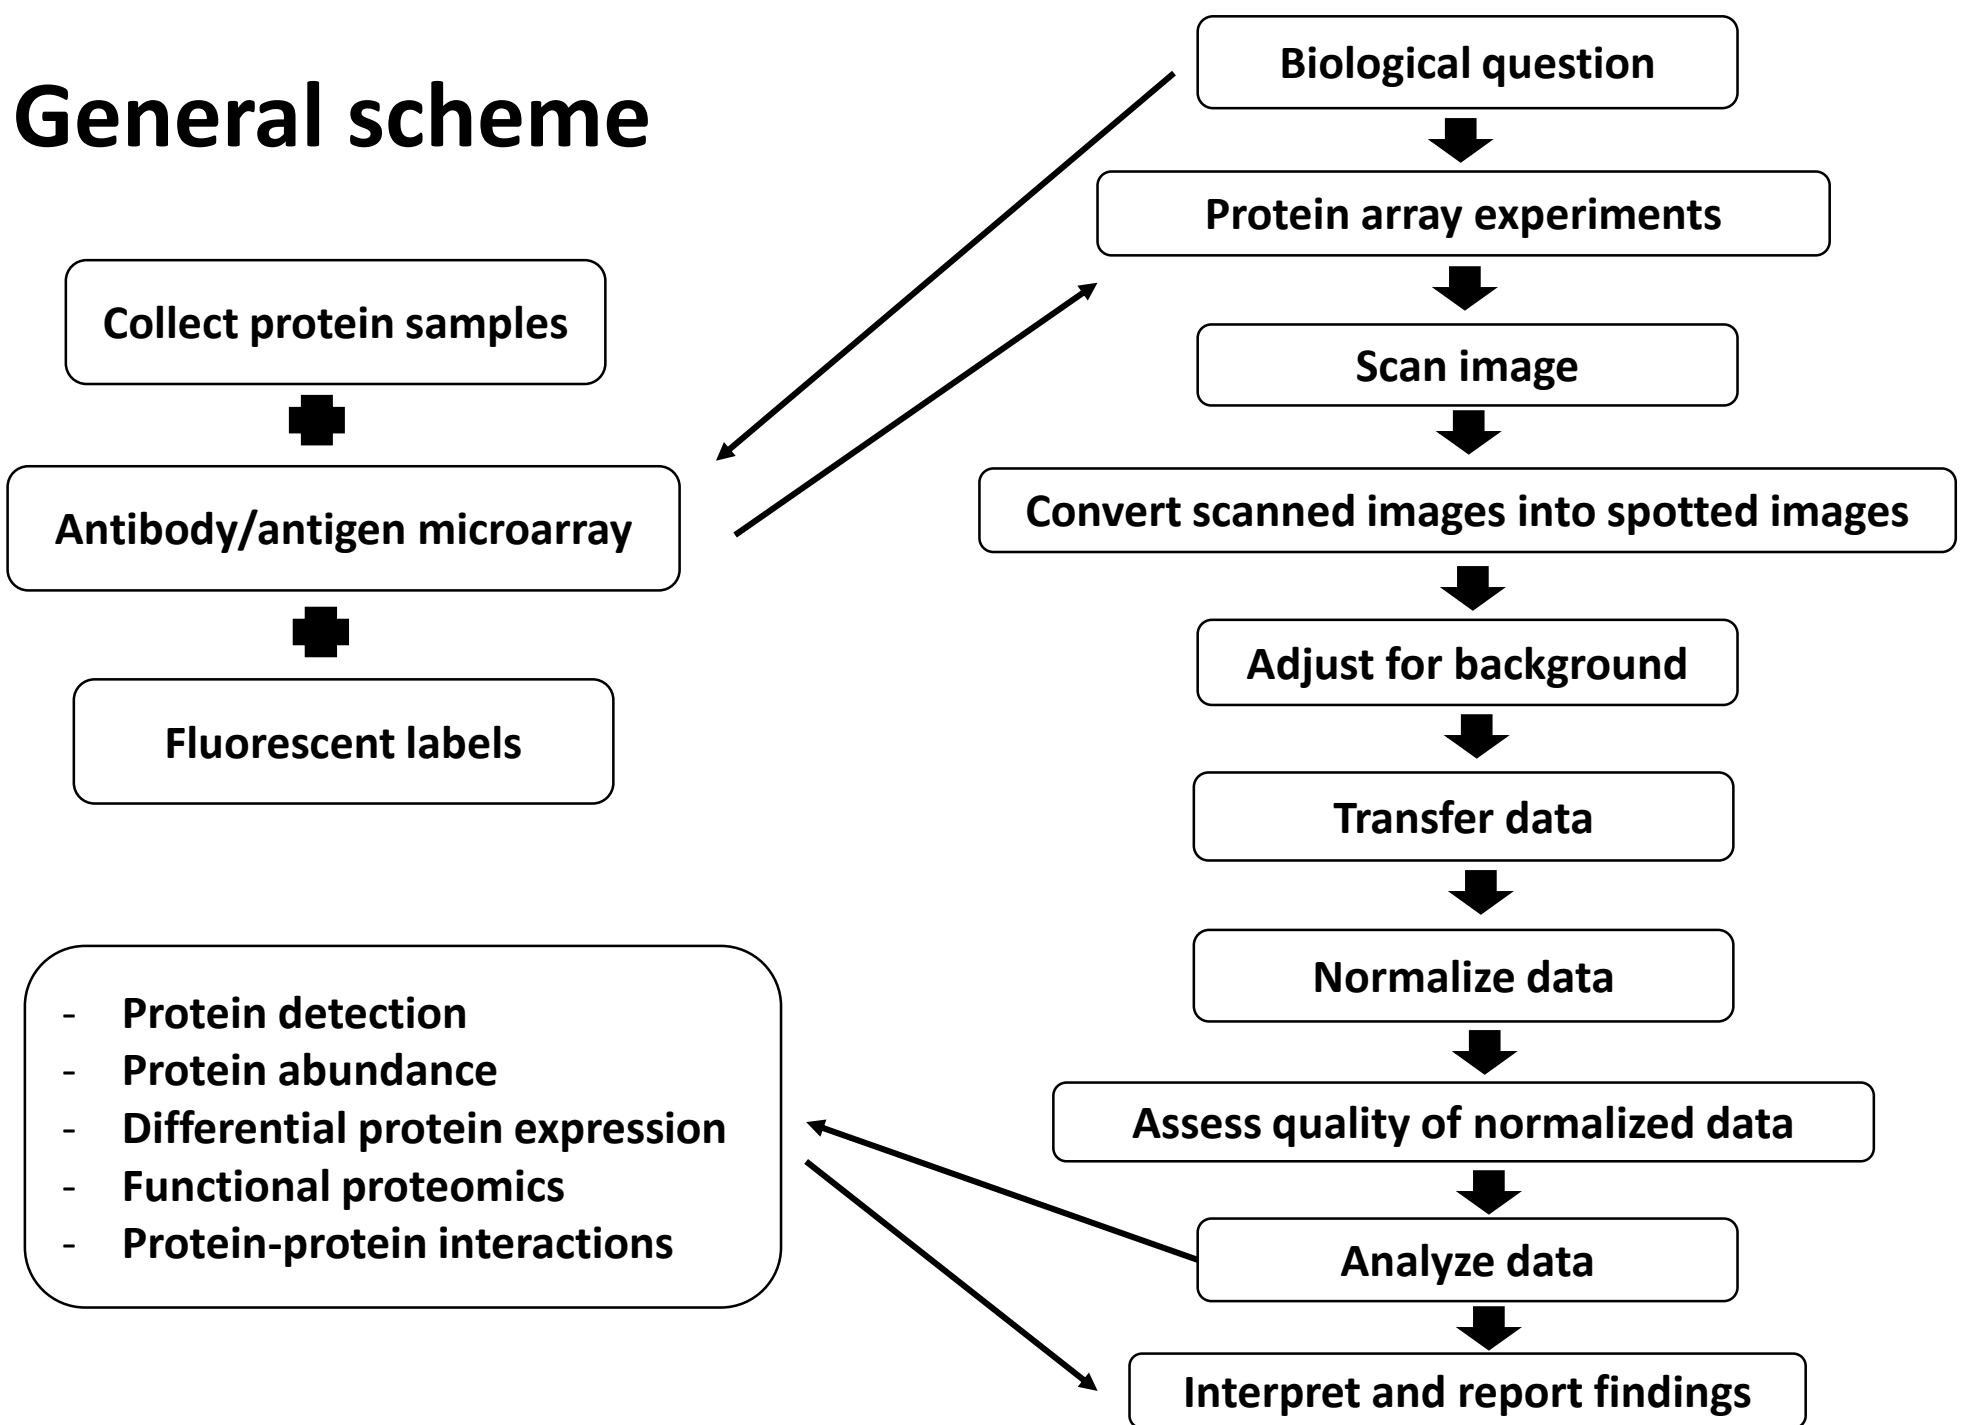 General scheme
Biological question
Protein array experiments
Scan image
Convert scanned images into spotted images
Adjust for background
Transfer data
Normalize data
Assess quality of normalized data
Analyze data
Interpret and report findings
Collect protein samples
Antibody/antigen microarray
Fluorescent labels
- Protein detection
- Protein abundance
- Differential protein expression
- Functional proteomics
- Protein-protein interactions